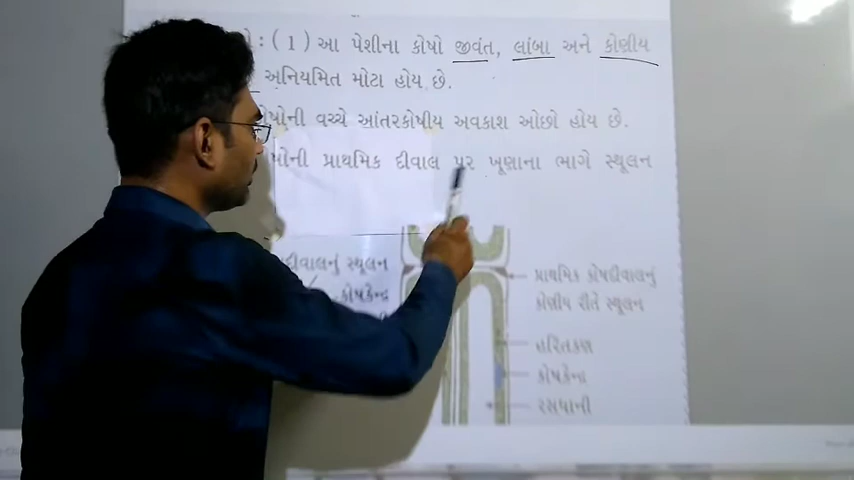 : (1) આ પેશીના કોષો જીવંત, લાંબા અને કોણીય
અનિયમિત મોટા હોય છે.
કોષોની વચ્ચે આંતરકોષીય અવકાશ ઓછો હોય છે.
કોષોની પ્રાથમિક દીવાલ પર ખૂણાના ભાગે સ્થૂલન
દીવાલનું સ્થૂલન
કોષકેન્દ્ર
પ્રાથમિક કોષદીવાલનું
કોણીય રીતે સ્થૂલન
હરિતકણ
કોષકેન્દ્ર
રસધાની